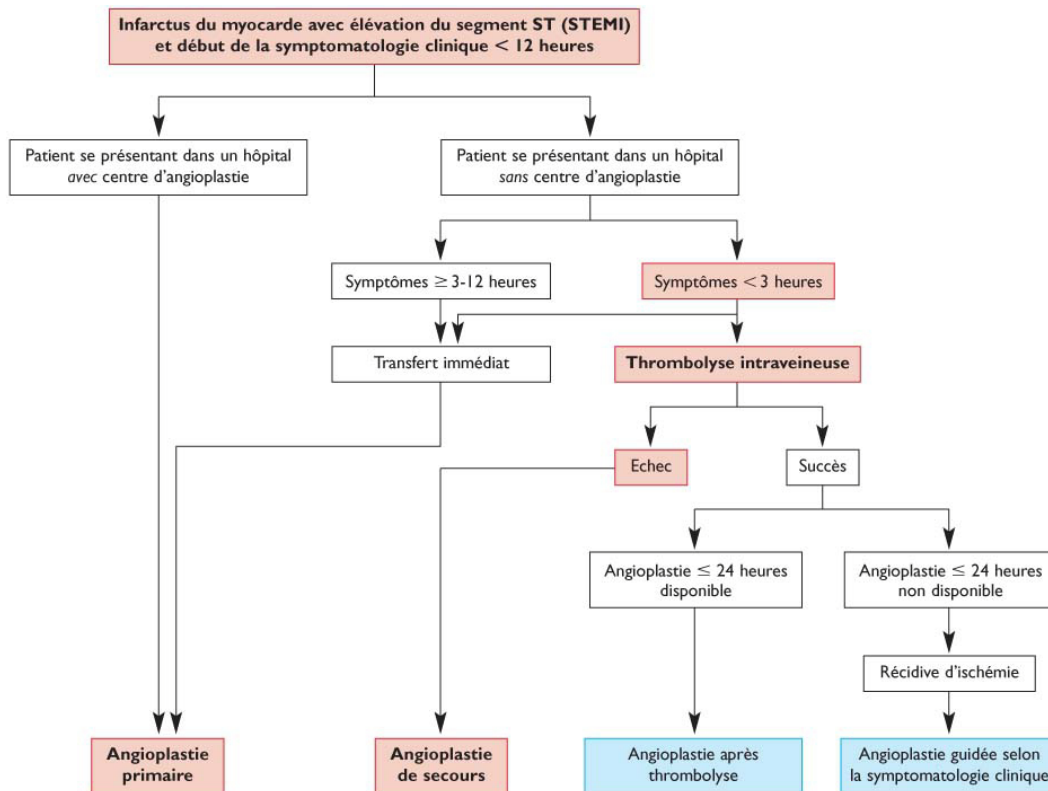 Infarctus du myocarde avec élévation du segment ST (STEMI)
et début de la symptomatologie clinique < 12 heures
Patient se présentant dans un hôpital
avec centre d'angioplastie
Patient se présentant dans un hôpital
sans centre d'angioplastie
Symptômes ≥ 3-12 heures
Symptômes < 3 heures
Transfert immédiat
Thrombolyse intraveineuse
Echec
Succès
Angioplastie ≤ 24 heures
disponible
Angioplastie ≤ 24 heures
non disponible
Récidive d'ischémie
Angioplastie
primaire
Angioplastie
de secours
Angioplastie après
thrombolyse
Angioplastie guidée selon
la symptomatologie clinique